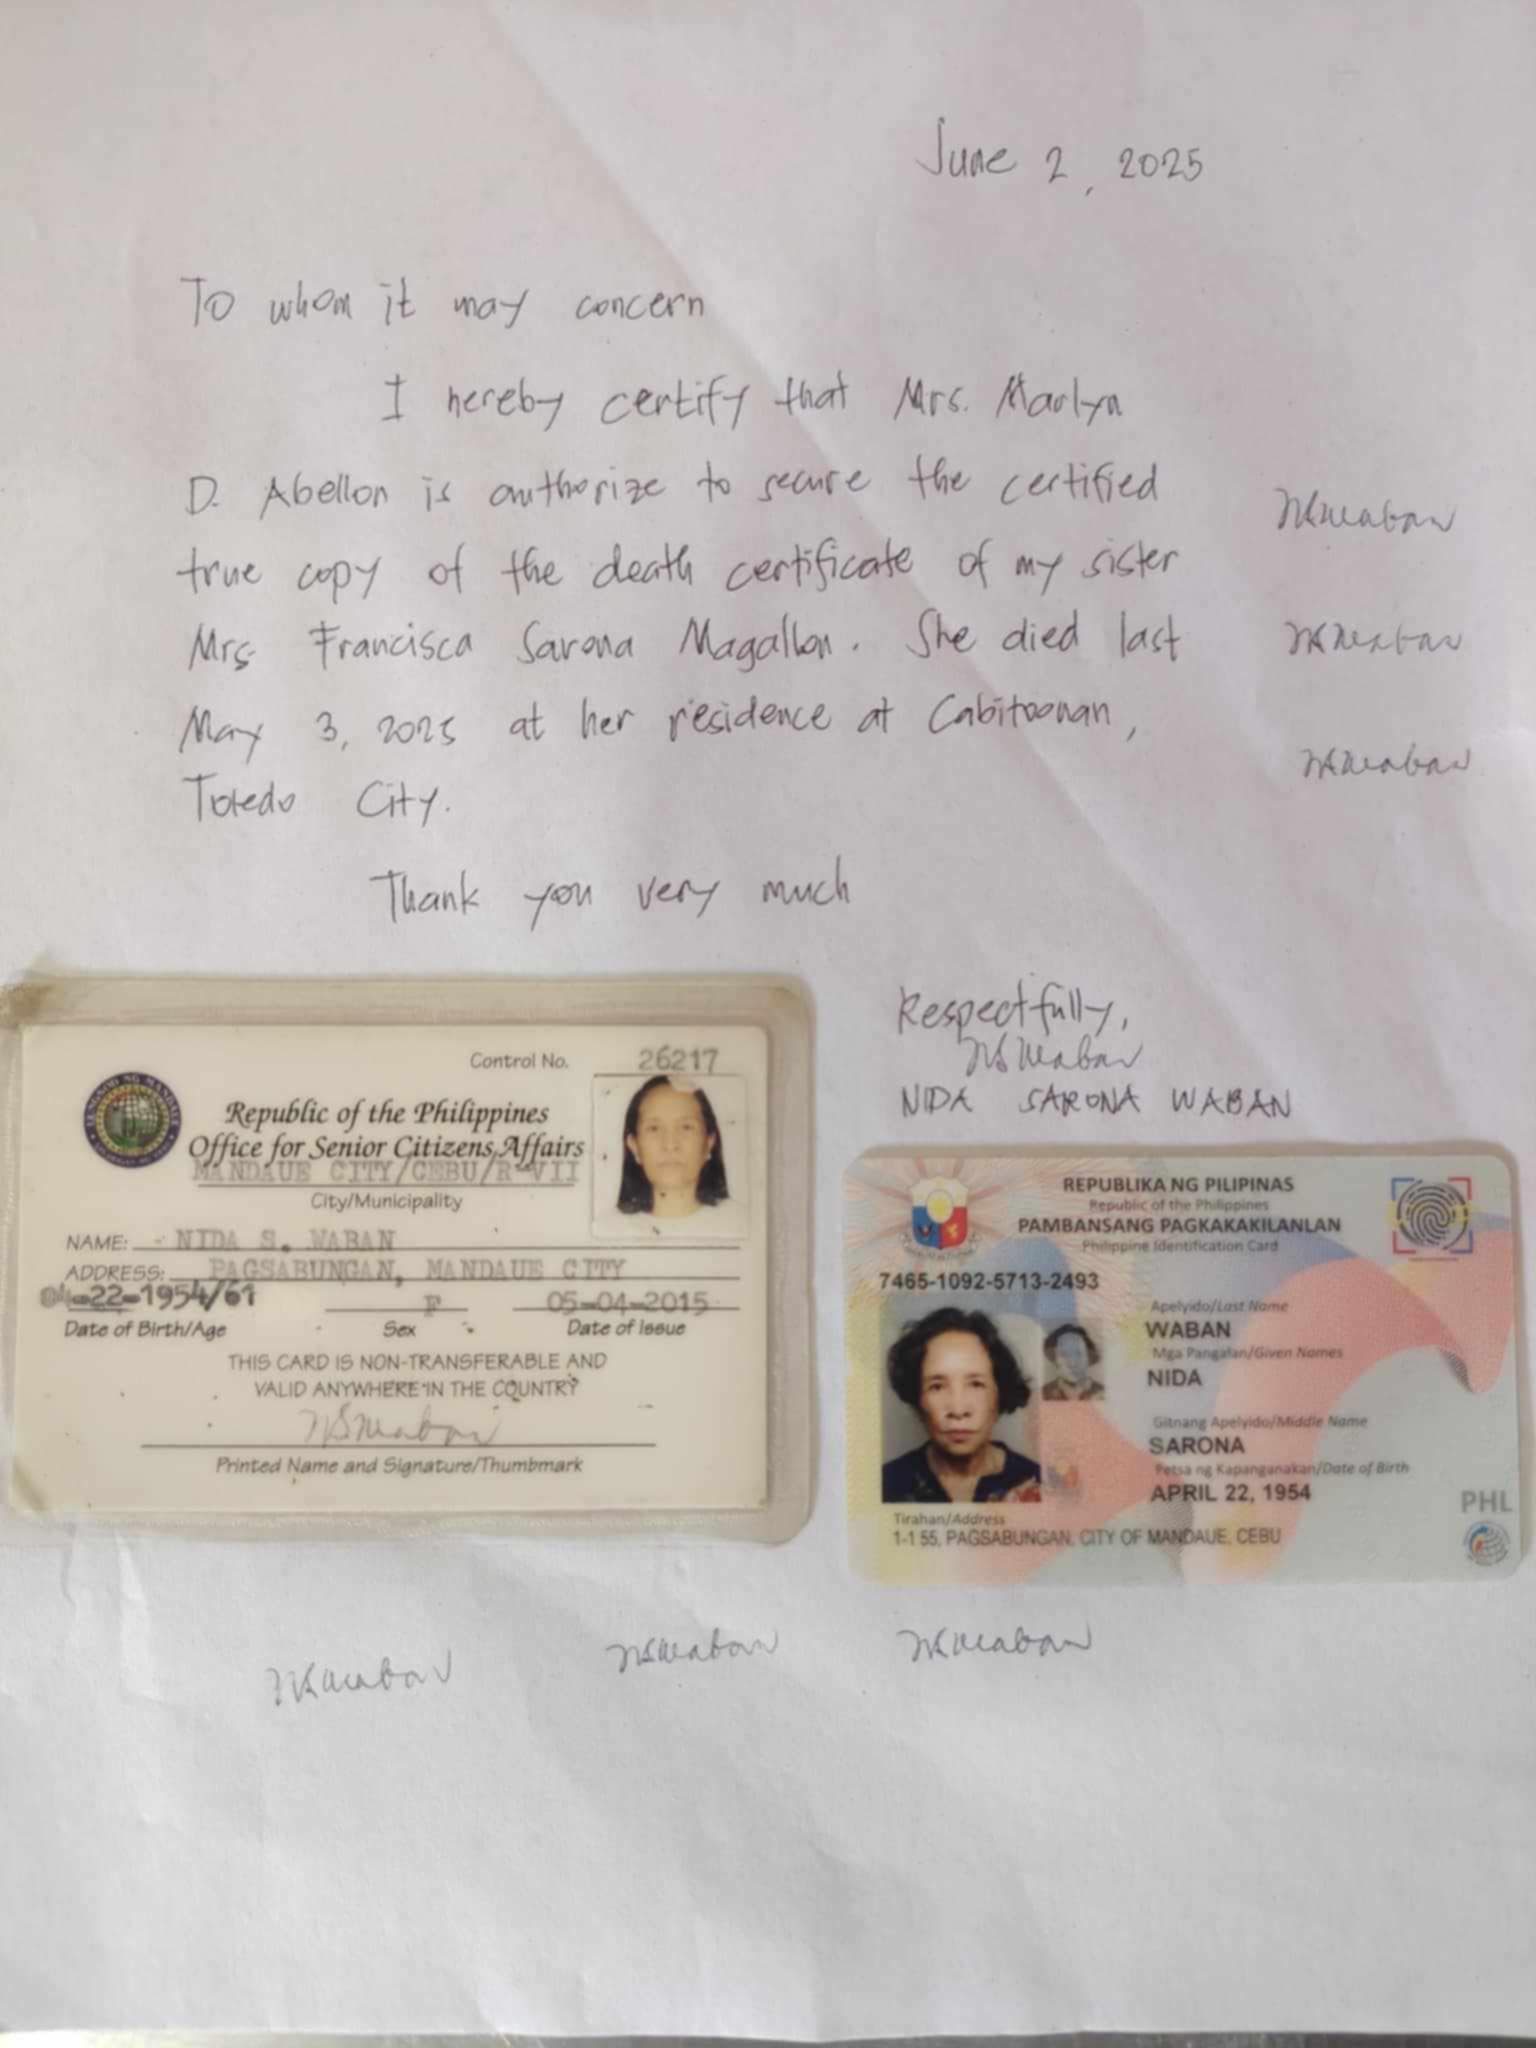 June 2, 2025
To whom it may concern
I hereby certify that Mrs. Marlyn
D. Abellon is authorize to secure the certified
true copy of the death certificate of my sister
Mrs. Francisca Sarona Magallon. She died last
May 3, 2025 at her residence at Cabitoonan,
Toledo City.
Thank you very much
Respectfully,
NSWaban
NIDA SARONA WABAN
NSWaban
NSWaban
NSWaban
Control No. 26217
LUNGSOD NG MANDAUE
Republic of the Philippines
Office for Senior Citizens Affairs
MANDAUE CITY/CEBU/R-VII
City/Municipality
NAME: NIDA S. WABAN
ADDRESS: PAGSABUNGAN, MANDAUE CITY
04-22-1954/61 F 05-04-2015
Date of Birth/Age Sex Date of Issue
THIS CARD IS NON-TRANSFERABLE AND
VALID ANYWHERE IN THE COUNTRY
NSWaban
Printed Name and Signature/Thumbmark
REPUBLIKA NG PILIPINAS
Republic of the Philippines
PAMBANSANG PAGKAKAKILANLAN
Philippine Identification Card
7465-1092-5713-2493
Apelyido/Last Name
WABAN
Mga Pangalan/Given Names
NIDA
Gitnang Apelyido/Middle Name
SARONA
Petsa ng Kapanganakan/Date of Birth
APRIL 22, 1954
PHL
Tirahan/Address
1-1 55, PAGSABUNGAN, CITY OF MANDAUE, CEBU
NSWaban
NSWaban
NSWaban